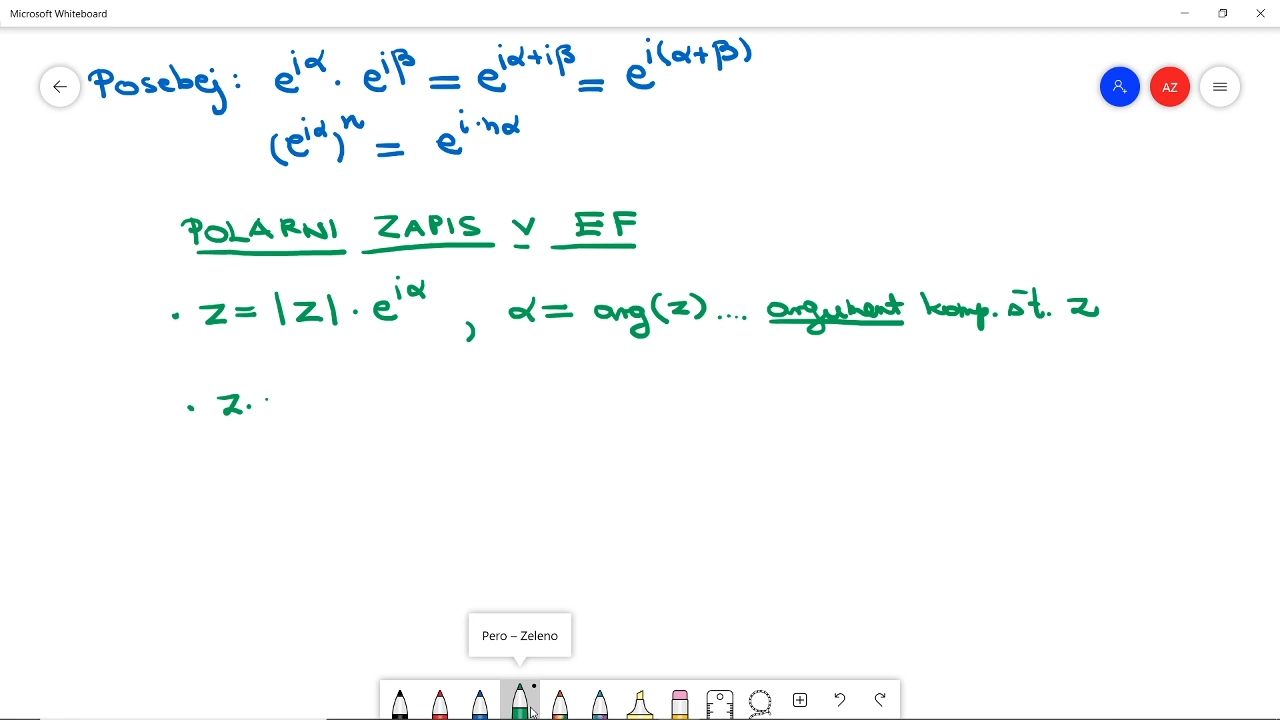 Microsoft Whiteboard
Posebej: e^{iα} · e^{iβ} = e^{iα+iβ} = e^{i(α+β)}
(e^{iα})^n = e^{i·nα}
AZ
POLARNI ZAPIS V EF
· z = |z| · e^{iα} , α = arg(z) .... argument komp. št. z
· z ·
Pero – Zeleno